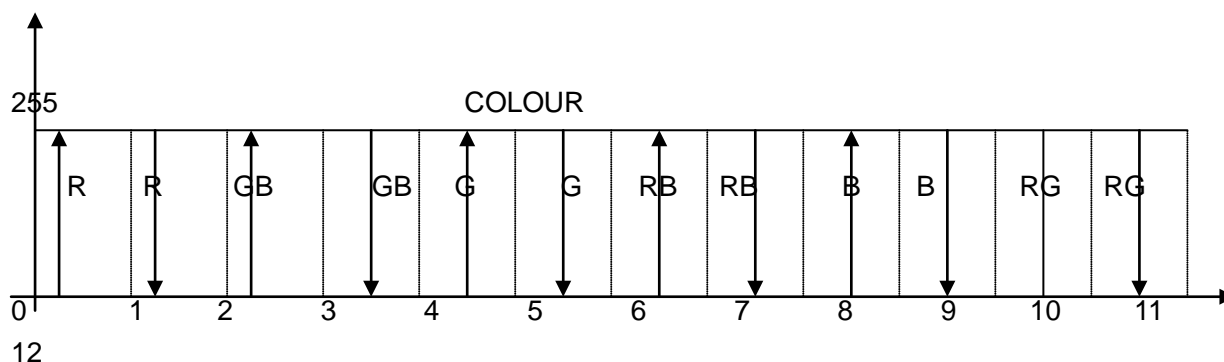 255 COLOUR
R R GB GB G G RB RB B B RG RG
0 1 2 3 4 5 6 7 8 9 10 11
12